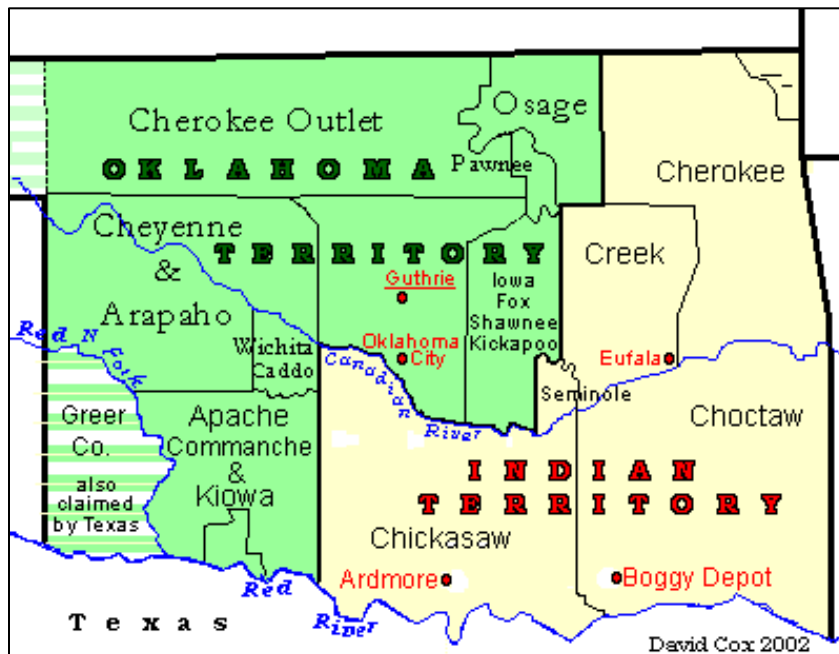 Cherokee Outlet
Osage
OKLAHOMA
Pawnee
Cherokee
Cheyenne
&
Arapaho
TERRITORY
Creek
Guthrie
Iowa
Fox
Shawnee
Kickapoo
Red N Fork
Wichita
Caddo
Oklahoma
City
Canadian
River
Eufala
Seminole
Greer
Co.
also
claimed
by Texas
Apache
Commanche
&
Kiowa
Choctaw
INDIAN
TERRITORY
Chickasaw
Ardmore
Boggy Depot
Red
River
Texas
David Cox 2002